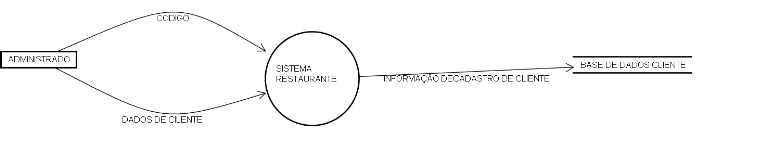 CODIGO
ADMINISTRADO
SISTEMA
RESTAURANTE
BASE DE DADOS CLIENTE
INFORMAÇÃO DECADASTRO DE CLIENTE
DADOS DE CLIENTE